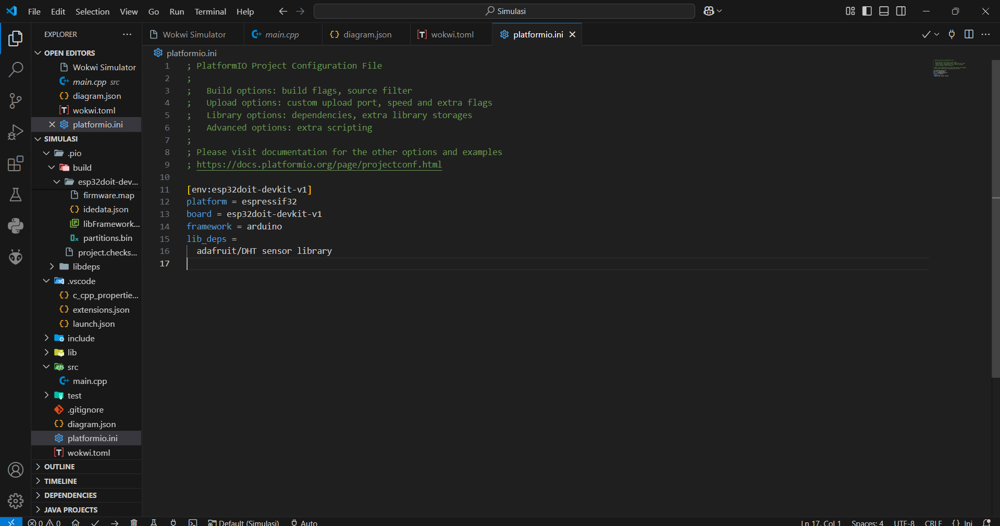 File Edit Selection View Go Run Terminal Help
Simulasi
EXPLORER
OPEN EDITORS
Wokwi Simulator
main.cpp src
diagram.json
wokwi.toml
platformio.ini
SIMULASI
.pio
build
esp32doit-dev...
firmware.map
idedata.json
libFramework...
partitions.bin
project.checks...
libdeps
.vscode
c_cpp_propertie...
extensions.json
launch.json
include
lib
src
main.cpp
test
.gitignore
diagram.json
platformio.ini
wokwi.toml
OUTLINE
TIMELINE
DEPENDENCIES
JAVA PROJECTS
Wokwi Simulator main.cpp diagram.json wokwi.toml platformio.ini
platformio.ini
1 ; PlatformIO Project Configuration File
2 ;
3 ;   Build options: build flags, source filter
4 ;   Upload options: custom upload port, speed and extra flags
5 ;   Library options: dependencies, extra library storages
6 ;   Advanced options: extra scripting
7 ;
8 ; Please visit documentation for the other options and examples
9 ; https://docs.platformio.org/page/projectconf.html
10
11 [env:esp32doit-devkit-v1]
12 platform = espressif32
13 board = esp32doit-devkit-v1
14 framework = arduino
15 lib_deps =
16   adafruit/DHT sensor library
17
0 0 Default (Simulasi) Auto Ln 17, Col 1 Spaces: 4 UTF-8 CRLF {} Ini